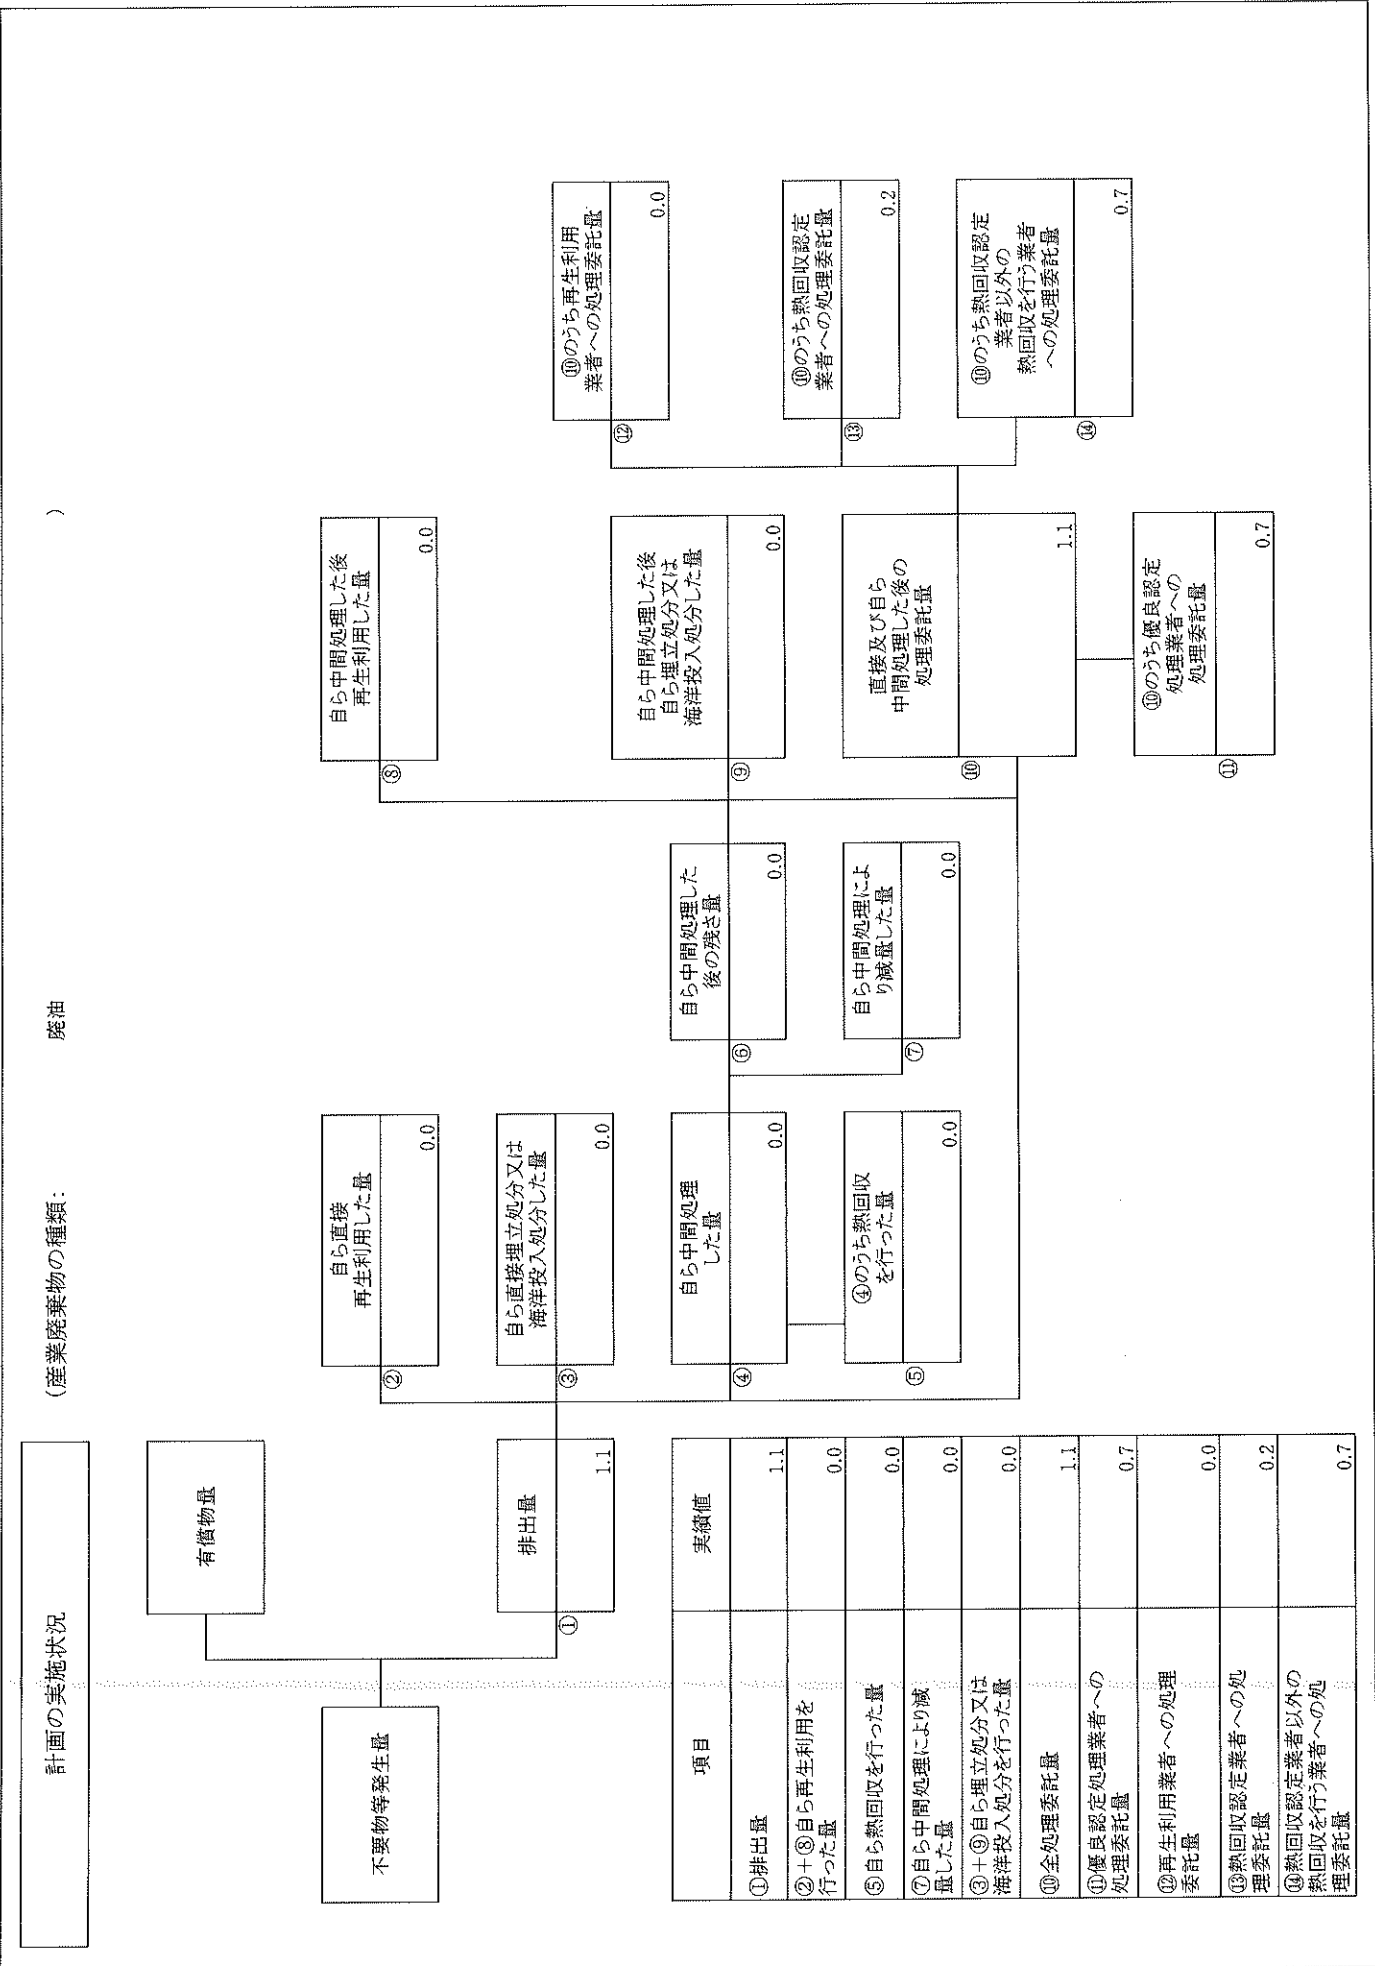 計画の実施状況
(産業廃棄物の種類: 廃油 )
有償物量
不要物等発生量
排出量
①
1.1
自ら直接
再生利用した量
②
0.0
自ら直接埋立処分又は
海洋投入処分した量
③
0.0
自ら中間処理
した量
④
0.0
④のうち熱回収
を行った量
⑤
0.0
自ら中間処理した
後の残さ量
⑥
0.0
自ら中間処理によ
り減量した量
⑦
0.0
自ら中間処理した後
再生利用した量
⑧
0.0
自ら中間処理した後
自ら埋立処分又は
海洋投入処分した量
⑨
0.0
直接及び自ら
中間処理した後の
処理委託量
⑩
1.1
⑩のうち優良認定
処理業者への
処理委託量
⑪
0.7
⑩のうち再生利用
業者への処理委託量
⑫
0.0
⑩のうち熱回収認定
業者への処理委託量
⑬
0.2
⑩のうち熱回収認定
業者以外の
熱回収を行う業者
への処理委託量
⑭
0.7
項目 実績値
①排出量 1.1
②+⑧自ら再生利用を
行った量 0.0
⑤自ら熱回収を行った量 0.0
⑦自ら中間処理により減
量した量 0.0
③+⑨自ら埋立処分又は
海洋投入処分を行った量 0.0
⑩全処理委託量 1.1
⑪優良認定処理業者への
処理委託量 0.7
⑫再生利用業者への処理
委託量 0.0
⑬熱回収認定業者への処
理委託量 0.2
⑭熱回収認定業者以外の
熱回収を行う業者への処
理委託量 0.7